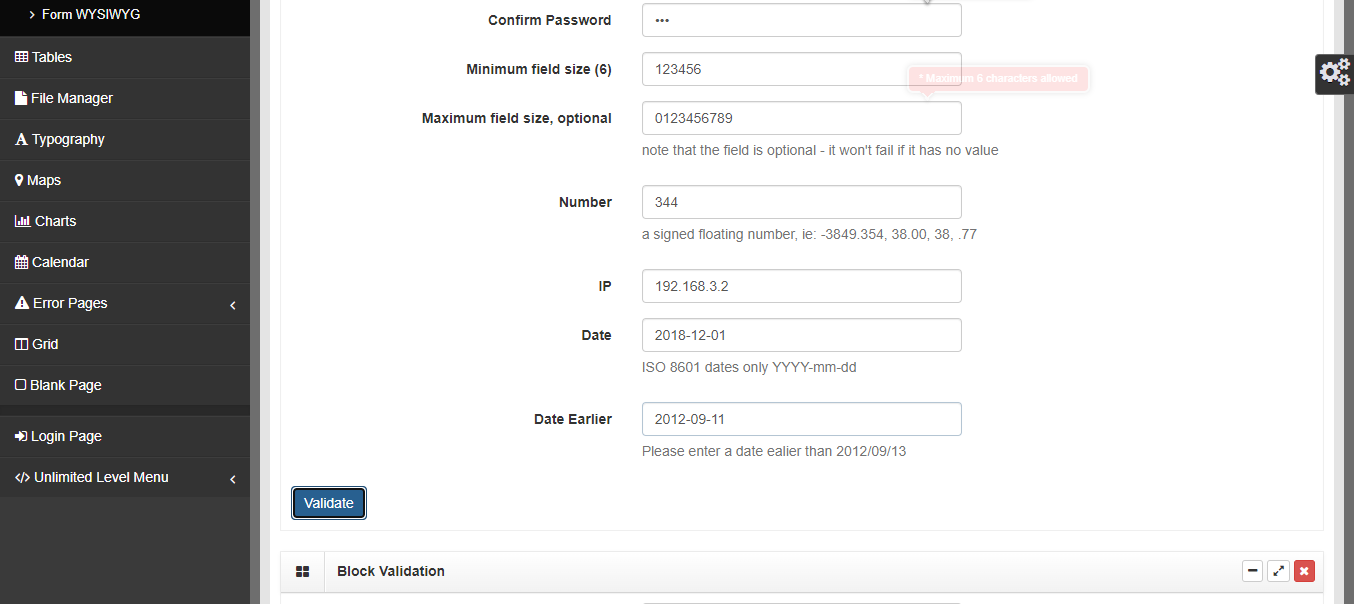 Form WYSIWYG
Tables
File Manager
Typography
Maps
Charts
Calendar
Error Pages
Grid
Blank Page
Login Page
Unlimited Level Menu
Confirm Password
•••
Minimum field size (6)
123456
* Maximum 6 characters allowed
Maximum field size, optional
0123456789
note that the field is optional - it won't fail if it has no value
Number
344
a signed floating number, ie: -3849.354, 38.00, 38, .77
IP
192.168.3.2
Date
2018-12-01
ISO 8601 dates only YYYY-mm-dd
Date Earlier
2012-09-11
Please enter a date ealier than 2012/09/13
Validate
Block Validation